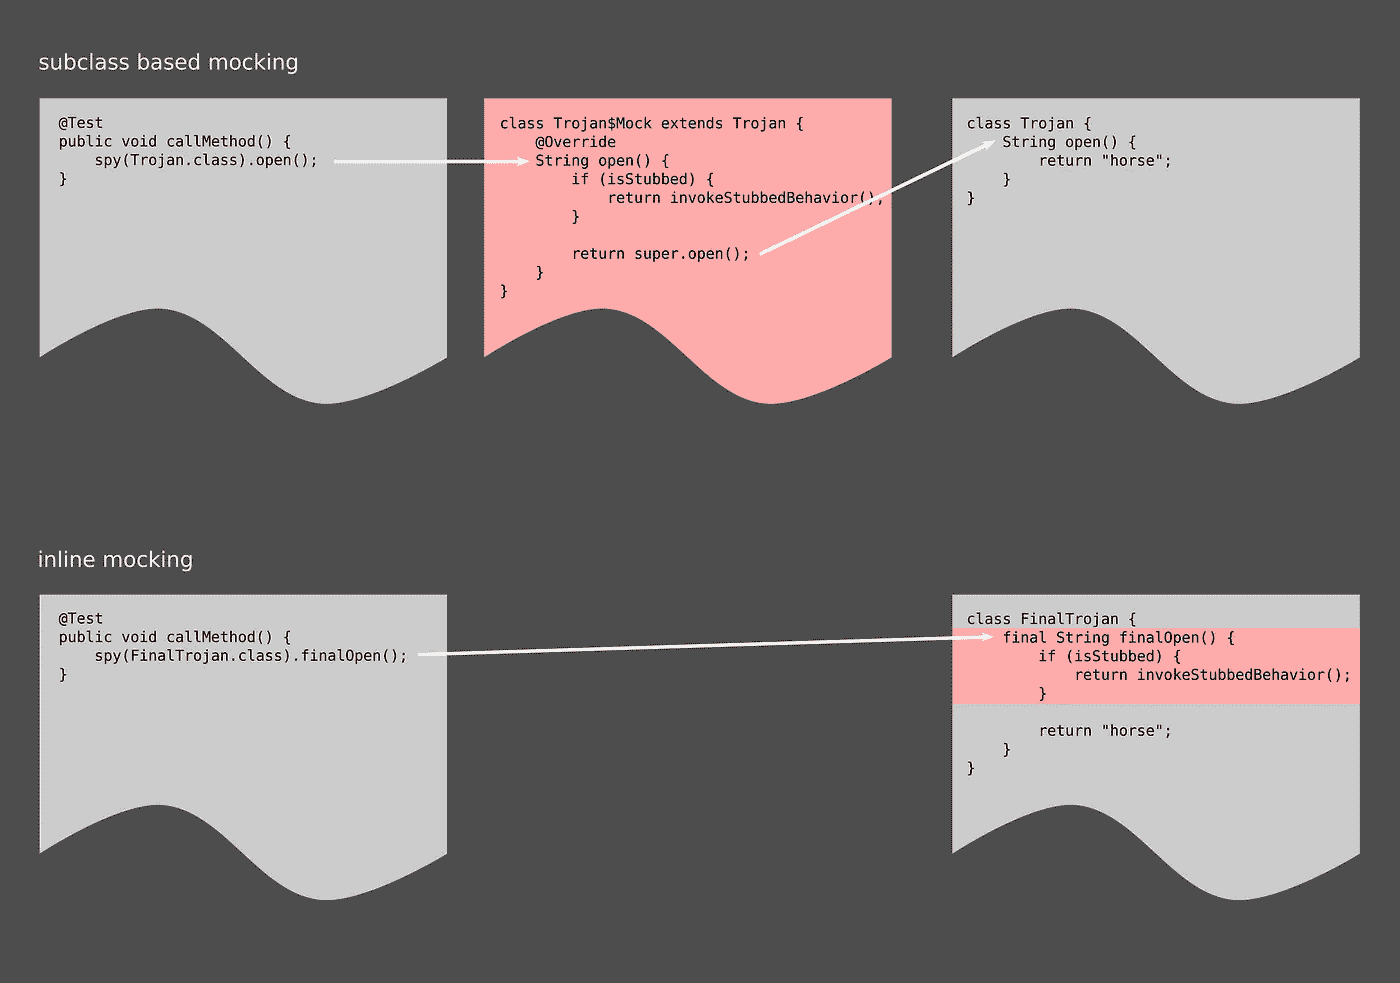 subclass based mocking
@Test
public void callMethod() {
    spy(Trojan.class).open();
}
class Trojan$Mock extends Trojan {
    @Override
    String open() {
        if (isStubbed) {
            return invokeStubbedBehavior();
        }

        return super.open();
    }
}
class Trojan {
    String open() {
        return "horse";
    }
}
inline mocking
@Test
public void callMethod() {
    spy(FinalTrojan.class).finalOpen();
}
class FinalTrojan {
    final String finalOpen() {
        if (isStubbed) {
            return invokeStubbedBehavior();
        }

        return "horse";
    }
}